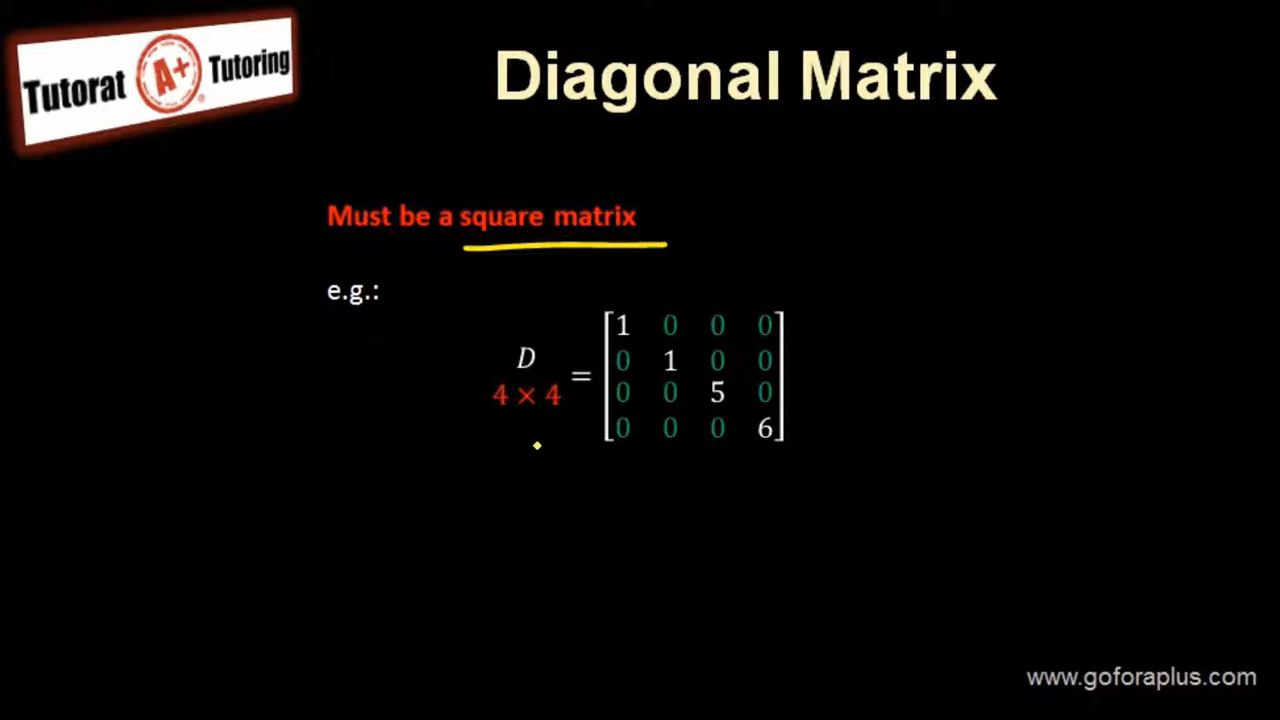 Tutorat A+ Tutoring
Diagonal Matrix
Must be a square matrix
e.g.:
D
4 × 4
=
1 0 0 0
0 1 0 0
0 0 5 0
0 0 0 6
www.goforaplus.com